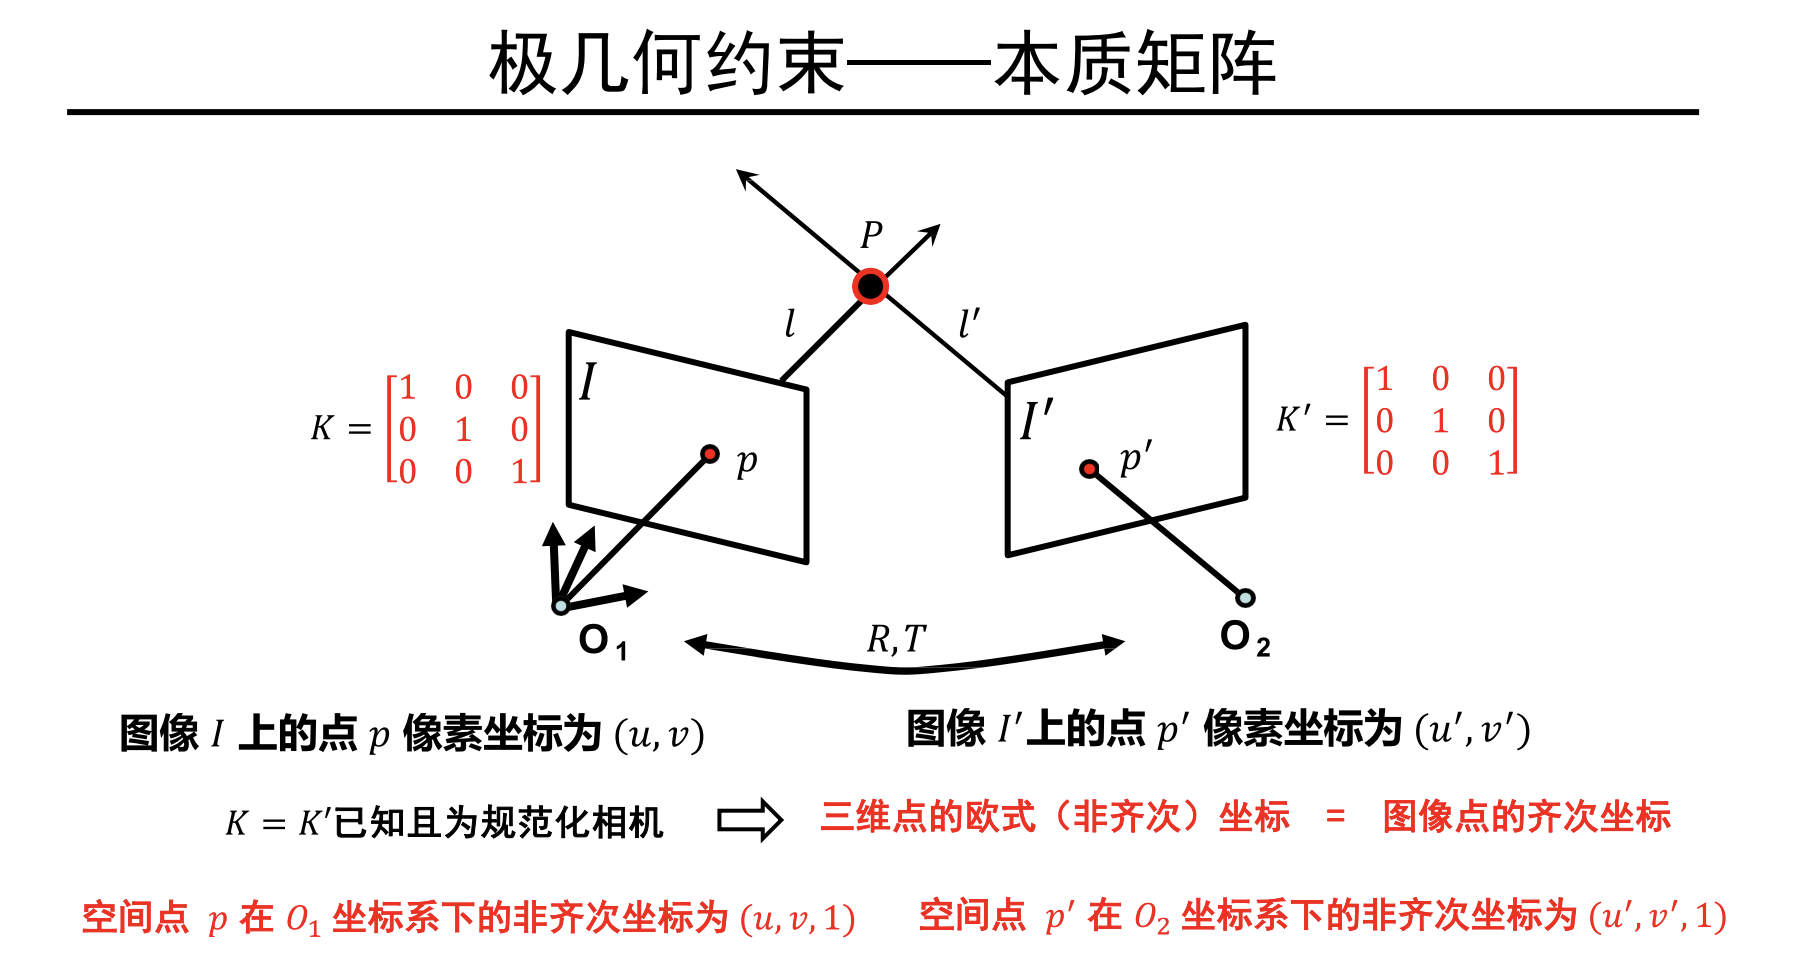 极几何约束——本质矩阵
P
l
l′
I
I′
K = [1 0 0
0 1 0
0 0 1]
K′ = [1 0 0
0 1 0
0 0 1]
p
p′
O₁
R, T
O₂
图像 I 上的点 p 像素坐标为 (u, v)
图像 I′上的点 p′ 像素坐标为 (u′, v′)
K = K′已知且为规范化相机
三维点的欧式（非齐次）坐标 = 图像点的齐次坐标
空间点 p 在 O₁ 坐标系下的非齐次坐标为 (u, v, 1)
空间点 p′ 在 O₂ 坐标系下的非齐次坐标为 (u′, v′, 1)